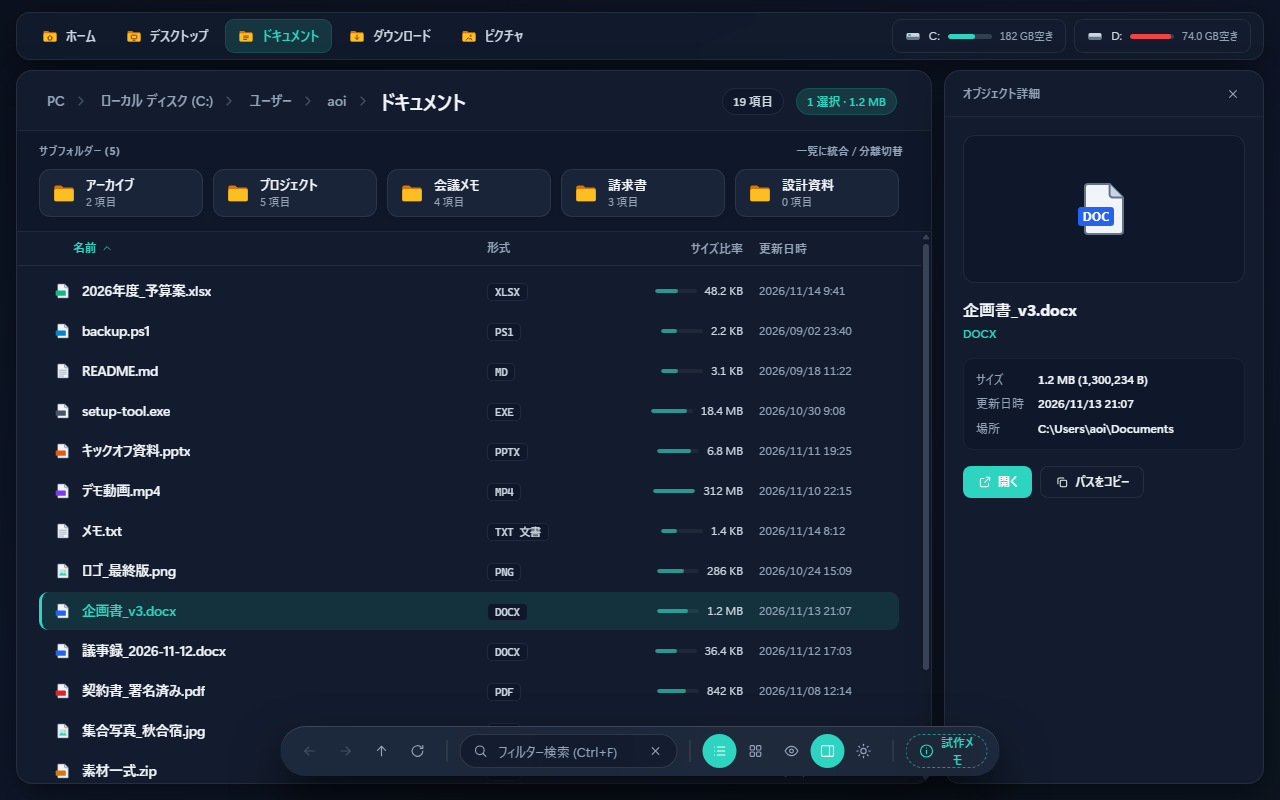 ホーム
デスクトップ
ドキュメント
ダウンロード
ピクチャ
C: 182 GB空き
D: 74.0 GB空き
PC ローカル ディスク (C:) ユーザー aoi ドキュメント
19 項目
1 選択 · 1.2 MB
サブフォルダー (5)
一覧に統合 / 分離切替
アーカイブ
2 項目
プロジェクト
5 項目
会議メモ
4 項目
請求書
3 項目
設計資料
0 項目
名前 形式 サイズ比率 更新日時
2026年度_予算案.xlsx XLSX 48.2 KB 2026/11/14 9:41
backup.ps1 PS1 2.2 KB 2026/09/02 23:40
README.md MD 3.1 KB 2026/09/18 11:22
setup-tool.exe EXE 18.4 MB 2026/10/30 9:08
キックオフ資料.pptx PPTX 6.8 MB 2026/11/11 19:25
デモ動画.mp4 MP4 312 MB 2026/11/10 22:15
メモ.txt TXT 文書 1.4 KB 2026/11/14 8:12
ロゴ_最終版.png PNG 286 KB 2026/10/24 15:09
企画書_v3.docx DOCX 1.2 MB 2026/11/13 21:07
議事録_2026-11-12.docx DOCX 36.4 KB 2026/11/12 17:03
契約書_署名済み.pdf PDF 842 KB 2026/11/08 12:14
集合写真_秋合宿.jpg
素材一式.zip
フィルター検索 (Ctrl+F)
試作メ
モ
オブジェクト詳細
DOC
企画書_v3.docx
DOCX
サイズ 1.2 MB (1,300,234 B)
更新日時 2026/11/13 21:07
場所 C:\Users\aoi\Documents
開く
パスをコピー